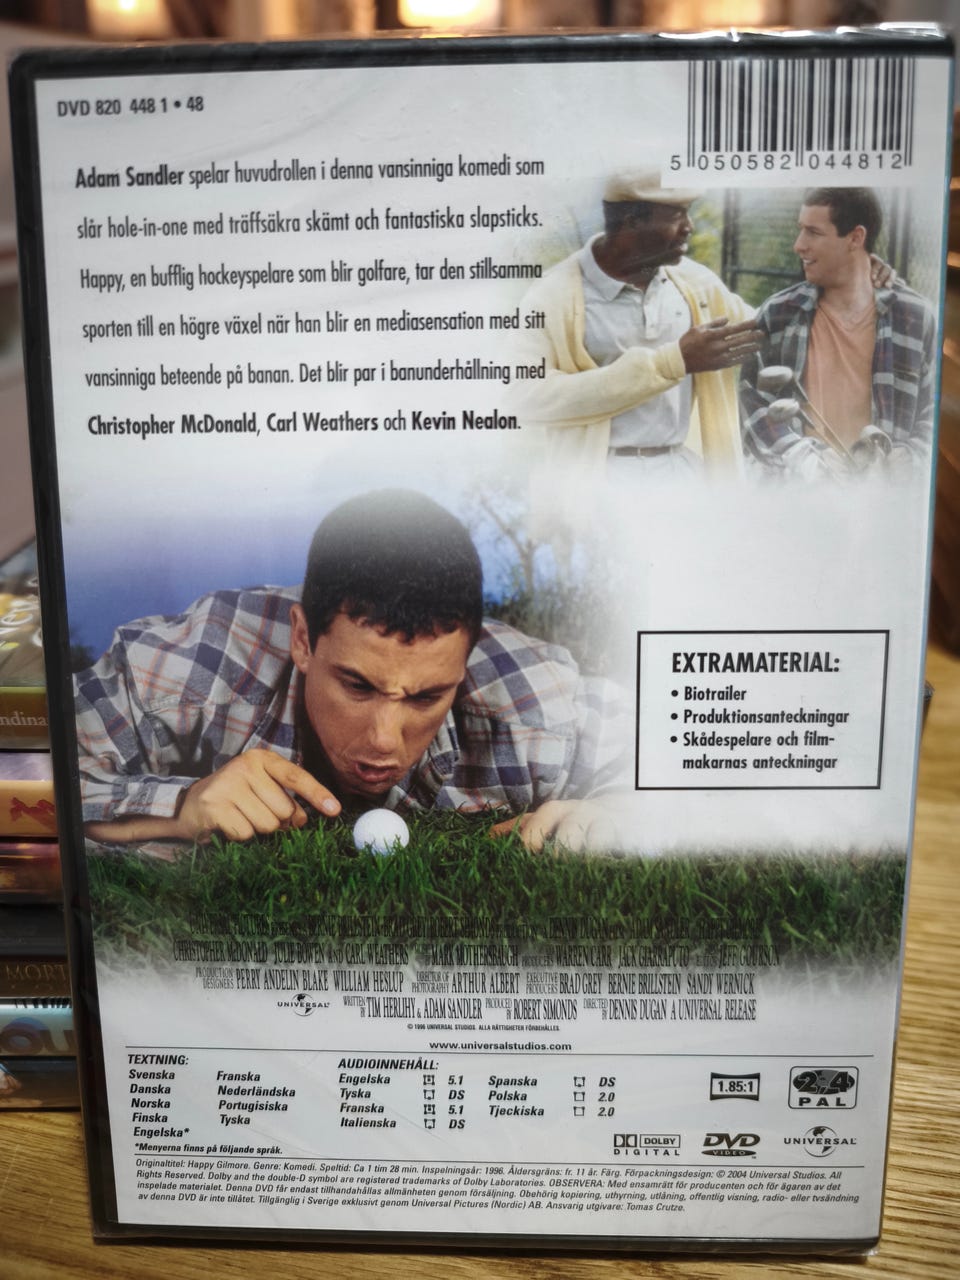 DVD 820 448 1 • 48
5 050582 044812
Adam Sandler spelar huvudrollen i denna vansinniga komedi som
slår hole-in-one med träffsäkra skämt och fantastiska slapsticks.
Happy, en bufflig hockeyspelare som blir golfare, tar den stillsamma
sporten till en högre växel när han blir en mediasensation med sitt
vansinniga beteende på banan. Det blir par i banunderhållning med
Christopher McDonald, Carl Weathers och Kevin Nealon.
EXTRAMATERIAL:
• Biotrailer
• Produktionsanteckningar
• Skådespelare och film-
makarnas anteckningar
BERNIE BRILLSTEIN-BRAD GREY/ROBERT SIMONDS DENNIS DUGAN ADAM SANDLER
CHRISTOPHER McDONALD JULIE BOWEN AND CARL WEATHERS MARK MOTHERSBAUGH PRODUCERS WARREN CARR JACK GIARRAPUTO JEFF GOURSON
PRODUCTION DESIGNERS PERRY ANDELIN BLAKE WILLIAM HESLUP DIRECTOR OF PHOTOGRAPHY ARTHUR ALBERT EXECUTIVE PRODUCERS BRAD GREY BERNIE BRILLSTEIN SANDY WERNICK
UNIVERSAL WRITTEN BY TIM HERLIHY & ADAM SANDLER PRODUCED BY ROBERT SIMONDS DIRECTED BY DENNIS DUGAN A UNIVERSAL RELEASE
© 1996 UNIVERSAL STUDIOS. ALLA RÄTTIGHETER FÖRBEHÅLLES.
www.universalstudios.com
TEXTNING:
Svenska Franska
Danska Nederländska
Norska Portugisiska
Finska Tyska
Engelska*
*Menyerna finns på följande språk.
AUDIOINNEHÅLL:
Engelska 5.1 Spanska DS
Tyska DS Polska 2.0
Franska 5.1 Tjeckiska 2.0
Italienska DS
1.85:1
2,4
PAL
DOLBY
DIGITAL
DVD
VIDEO
UNIVERSAL
Originaltitel: Happy Gilmore. Genre: Komedi. Speltid: Ca 1 tim 28 min. Inspelningsår: 1996. Åldersgräns: fr. 11 år. Färg. Förpackningsdesign: © 2004 Universal Studios. All
Rights Reserved. Dolby and the double-D symbol are registered trademarks of Dolby Laboratories. OBSERVERA: Med ensamrätt för producenten och för ägaren av det
inspelade materialet. Denna DVD får endast tillhandahållas allmänheten genom försäljning. Obehörig kopiering, uthyrning, utlåning, offentlig visning, radio- eller tvsändning
av denna DVD är inte tillåtet. Tillgänglig i Sverige exklusivt genom Universal Pictures (Nordic) AB. Ansvarig utgivare: Tomas Crutze.